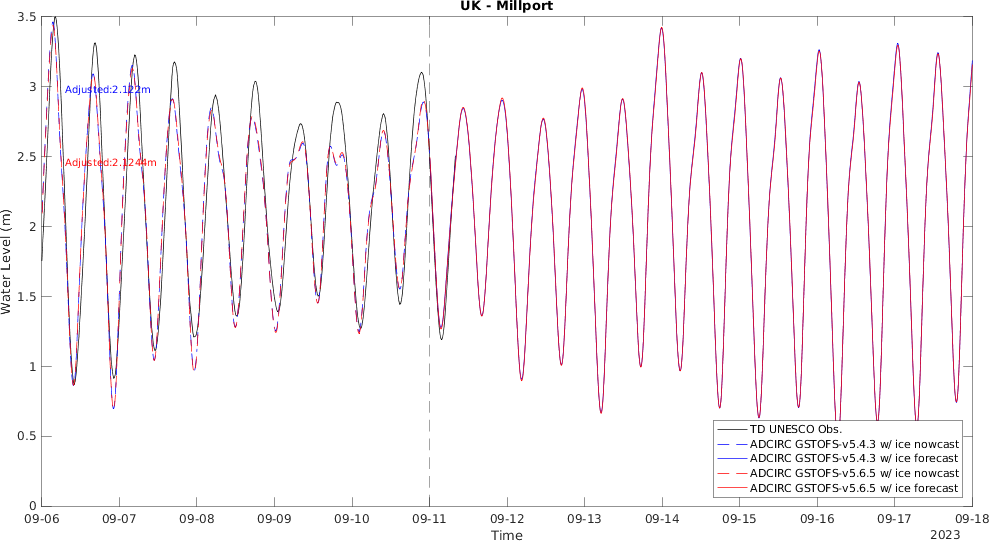 UK - Millport
3.5
3
2.5
2
1.5
1
0.5
0
Water Level (m)
Adjusted:2.122m
Adjusted:2.1244m
TD UNESCO Obs.
ADCIRC GSTOFS-v5.4.3 w/ ice nowcast
ADCIRC GSTOFS-v5.4.3 w/ ice forecast
ADCIRC GSTOFS-v5.6.5 w/ ice nowcast
ADCIRC GSTOFS-v5.6.5 w/ ice forecast
09-06 09-07 09-08 09-09 09-10 09-11 09-12 09-13 09-14 09-15 09-16 09-17 09-18
Time
2023